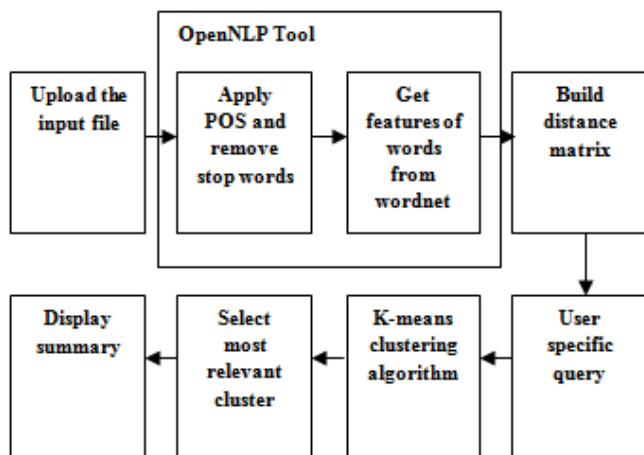 OpenNLP Tool
Upload the
input file
Apply
POS and
remove
stop words
Get
features of
words
from
wordnet
Build
distance
matrix
User
specific
query
K-means
clustering
algorithm
Select
most
relevant
cluster
Display
summary